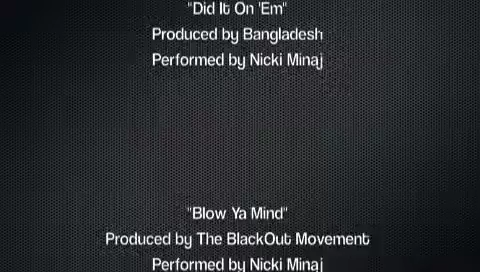 "Did It On 'Em"
Produced by Bangladesh
Performed by Nicki Minaj
"Blow Ya Mind"
Produced by The BlackOut Movement
Performed by Nicki Minaj